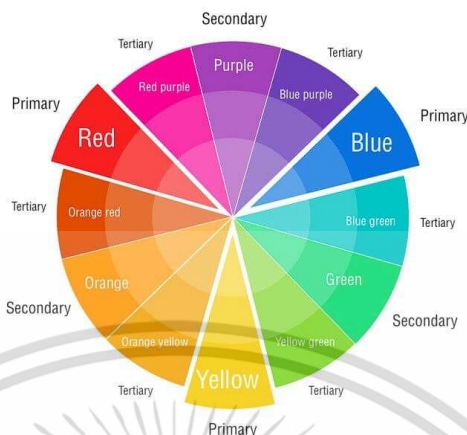 Secondary
Tertiary
Tertiary
Red purple
Purple
Blue purple
Primary
Primary
Red
Blue
Tertiary
Orange red
Blue green
Tertiary
Orange
Green
Secondary
Secondary
Orange yellow
Yellow green
Yellow
Tertiary
Tertiary
Primary